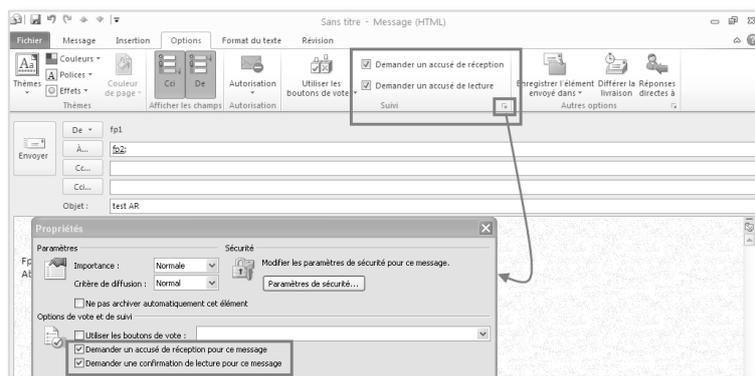 Sans titre - Message (HTML)
Fichier Message Insertion Options Format du texte Révision
Aa
Thèmes
Couleurs
A Polices
Effets
Thèmes
Couleur de page
Cci De
Afficher les champs
Autorisation
Autorisation
Utiliser les boutons de vote
Demander un accusé de réception
Demander un accusé de lecture
Suivi
Enregistrer l'élément envoyé dans
Différer la livraison
Réponses directes à
Autres options
Envoyer
De fp1
À... fp2;
Cc...
Cci...
Objet : test AR
Propriétés
Paramètres
Importance : Normale
Critère de diffusion : Normal
Ne pas archiver automatiquement cet élément
Sécurité
Modifier les paramètres de sécurité pour ce message.
Paramètres de sécurité...
Options de vote et de suivi
Utiliser les boutons de vote :
Demander un accusé de réception pour ce message
Demander une confirmation de lecture pour ce message